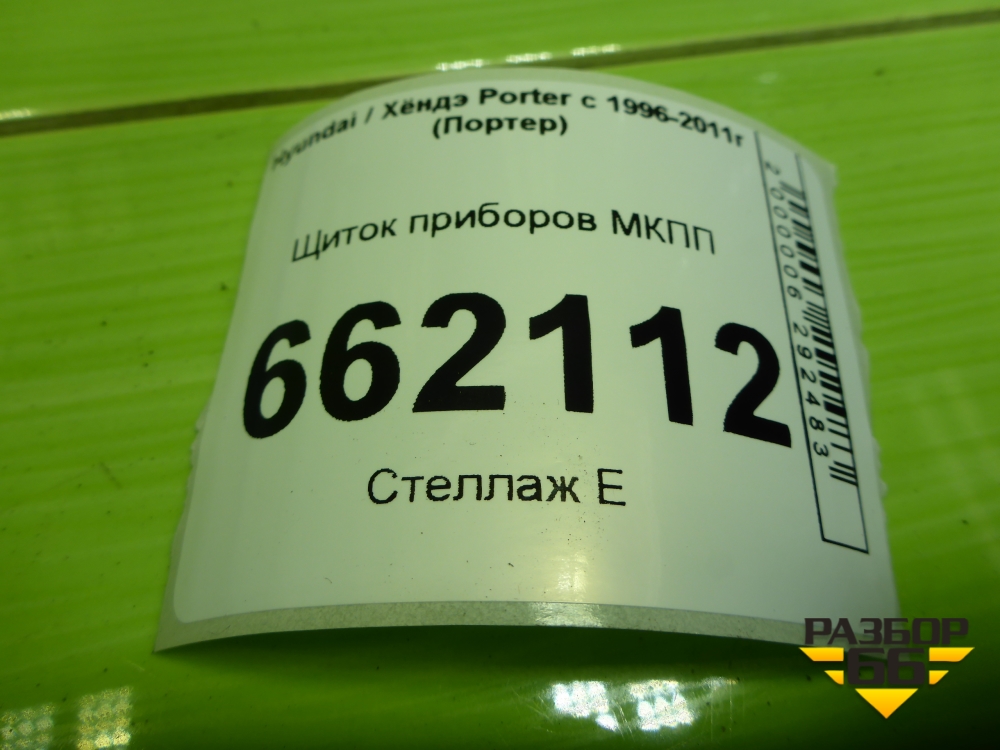 Hyundai / Хёндэ Porter с 1996-2011г
(Портер)
Щиток приборов МКПП
662112
Стеллаж Е
2000006292483
РАЗБОР
66